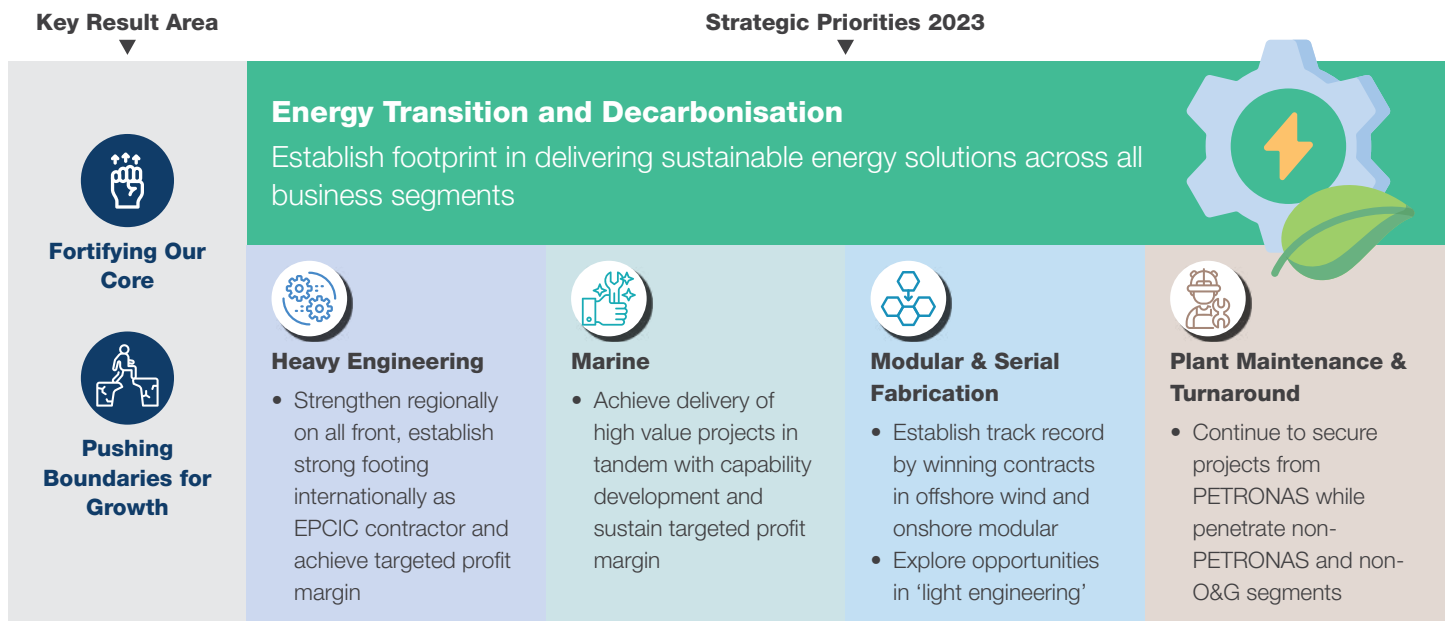 Key Result Area
Strategic Priorities 2023
Fortifying Our
Core
Pushing
Boundaries for
Growth
Energy Transition and Decarbonisation
Establish footprint in delivering sustainable energy solutions across all
business segments
Heavy Engineering
• Strengthen regionally
on all front, establish
strong footing
internationally as
EPCIC contractor and
achieve targeted profit
margin
Marine
• Achieve delivery of
high value projects in
tandem with capability
development and
sustain targeted profit
margin
Modular & Serial
Fabrication
• Establish track record
by winning contracts
in offshore wind and
onshore modular
• Explore opportunities
in ‘light engineering’
Plant Maintenance &
Turnaround
• Continue to secure
projects from
PETRONAS while
penetrate non-
PETRONAS and non-
O&G segments